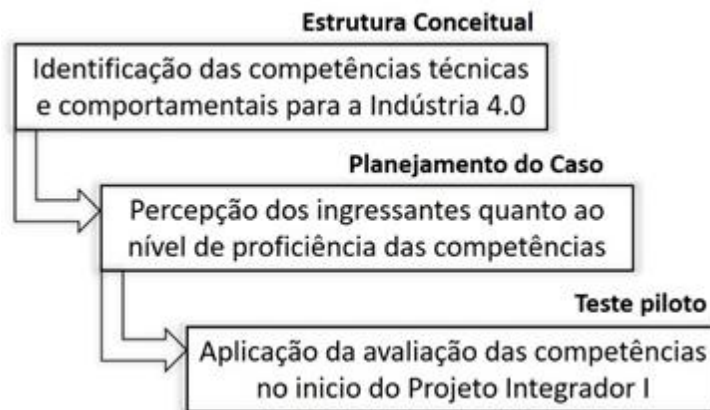 Estrutura Conceitual
Identificação das competências técnicas
e comportamentais para a Indústria 4.0
Planejamento do Caso
Percepção dos ingressantes quanto ao
nível de proficiência das competências
Teste piloto
Aplicação da avaliação das competências
no inicio do Projeto Integrador I